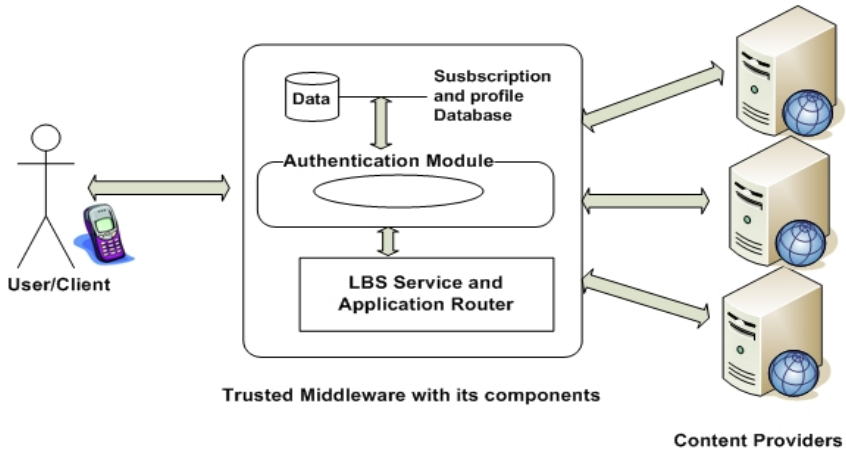 Data
Susbscription
and profile
Database
Authentication Module
User/Client
LBS Service and
Application Router
Trusted Middleware with its components
Content Providers